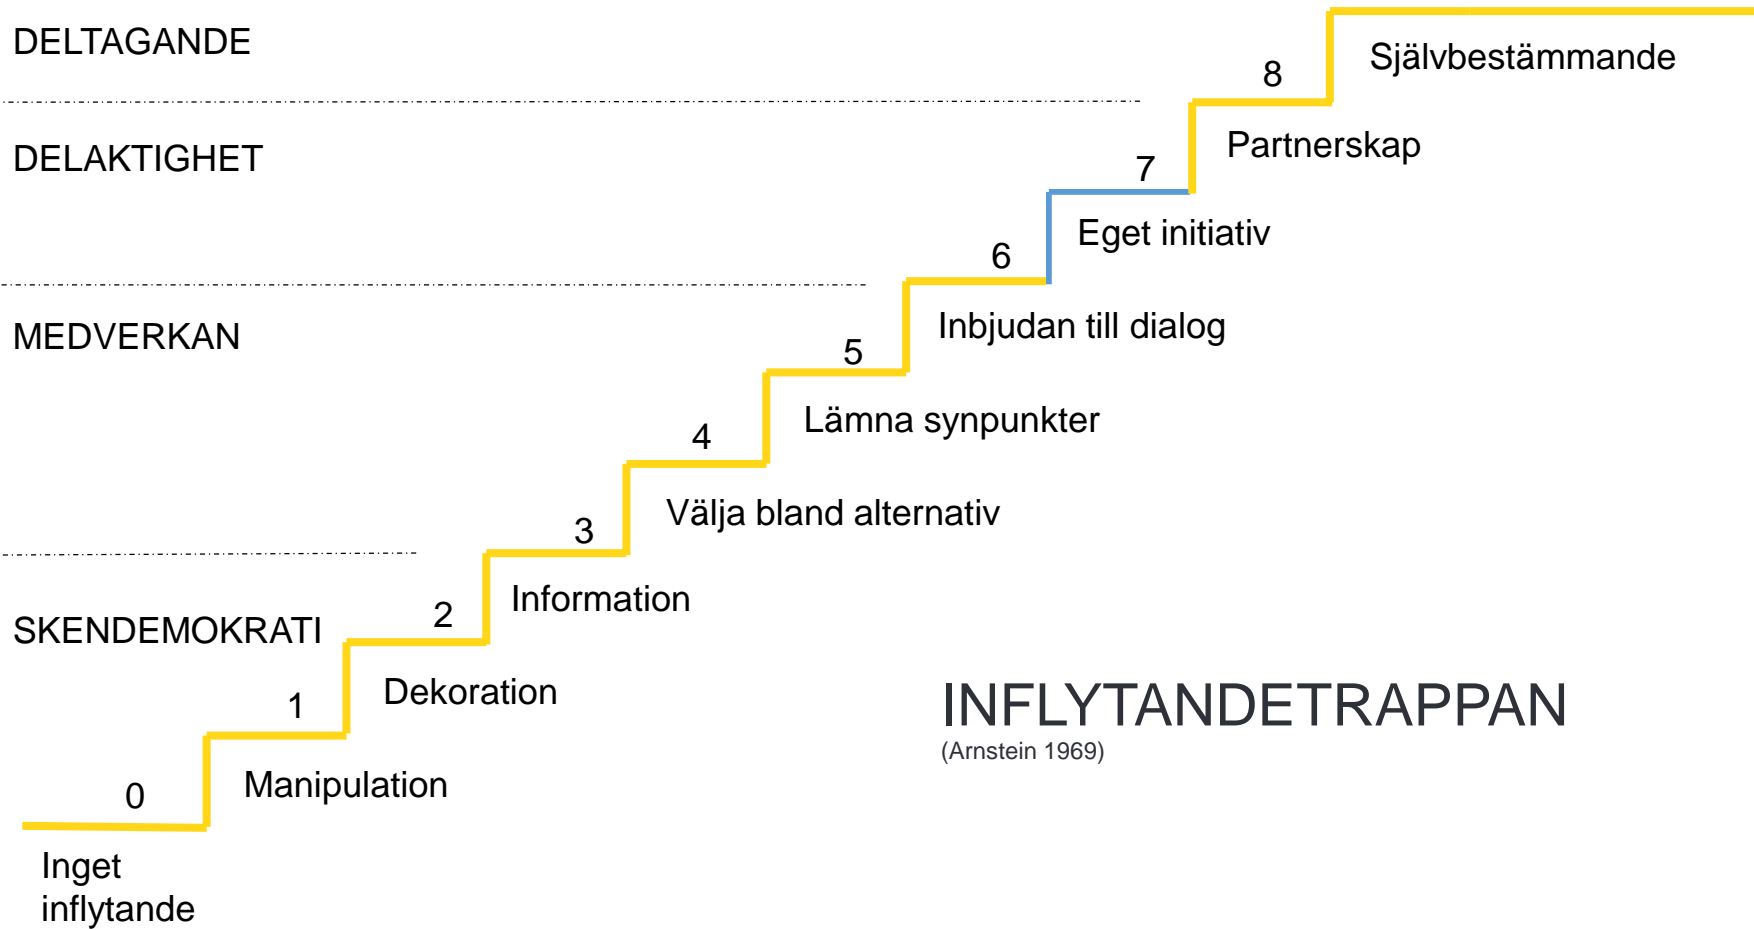 DELTAGANDE
Självbestämmande
8
DELAKTIGHET
Partnerskap
7
Eget initiativ
6
MEDVERKAN
Inbjudan till dialog
5
Lämna synpunkter
4
Välja bland alternativ
3
Information
2
SKENDEMOKRATI
Dekoration
1
INFLYTANDETRAPPAN
(Arnstein 1969)
Manipulation
0
Inget
inflytande